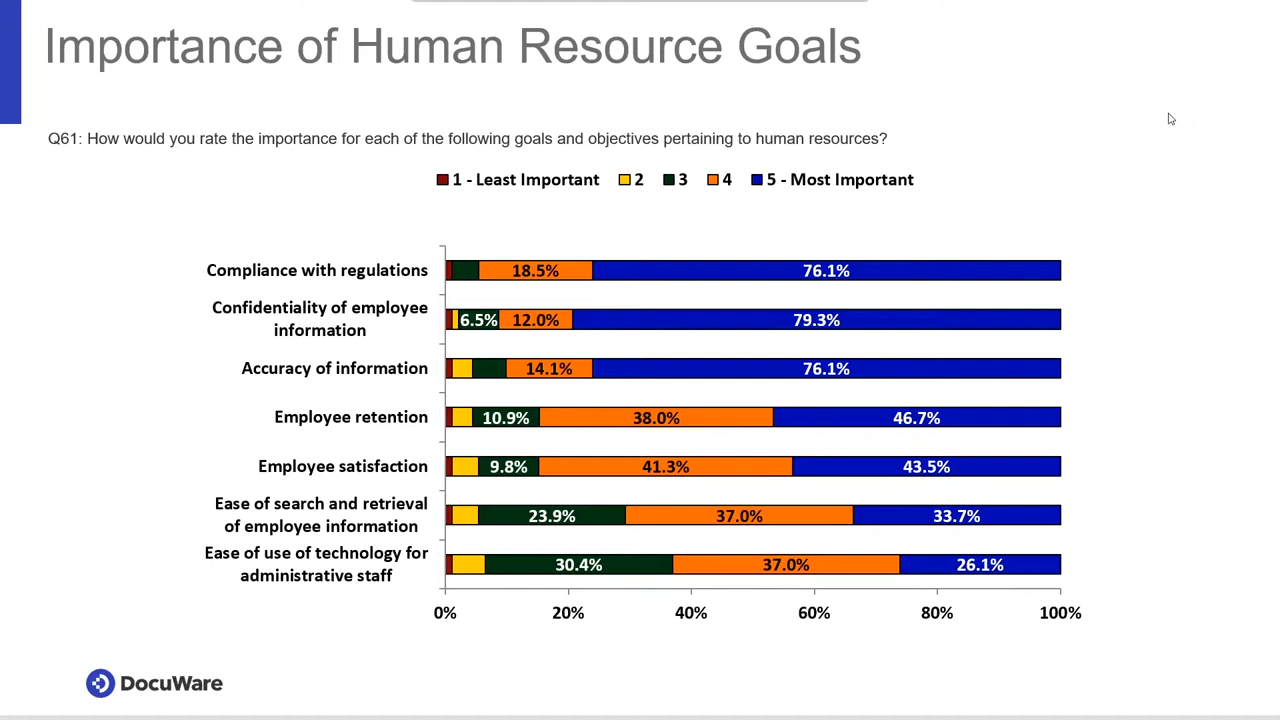 Importance of Human Resource Goals
Q61: How would you rate the importance for each of the following goals and objectives pertaining to human resources?
1 - Least Important 2 3 4 5 - Most Important
Compliance with regulations 18.5% 76.1%
Confidentiality of employee
information 6.5% 12.0% 79.3%
Accuracy of information 14.1% 76.1%
Employee retention 10.9% 38.0% 46.7%
Employee satisfaction 9.8% 41.3% 43.5%
Ease of search and retrieval
of employee information 23.9% 37.0% 33.7%
Ease of use of technology for
administrative staff 30.4% 37.0% 26.1%
0% 20% 40% 60% 80% 100%
DocuWare